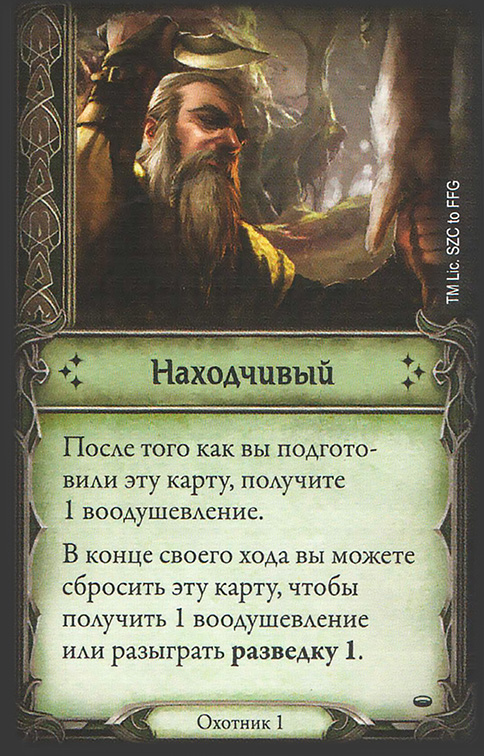 TM Lic. SZC to FFG
Находчивый
После того как вы подгото-
вили эту карту, получите
1 воодушевление.
В конце своего хода вы можете
сбросить эту карту, чтобы
получить 1 воодушевление
или разыграть разведку 1.
Охотник 1